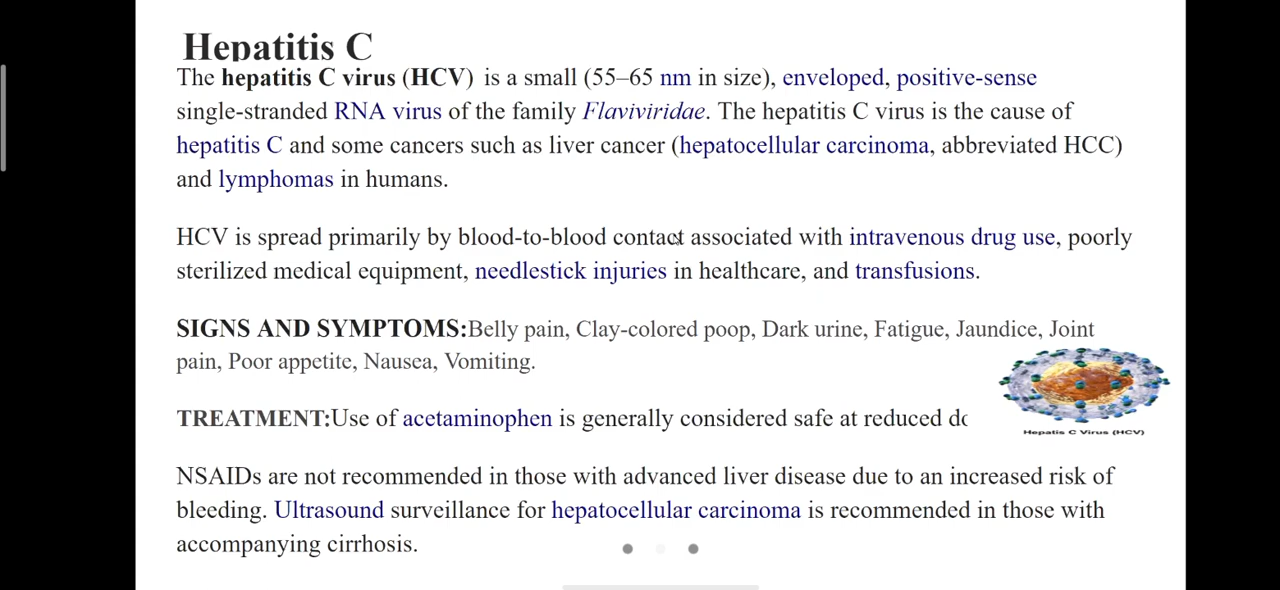 Hepatitis C
The hepatitis C virus (HCV) is a small (55–65 nm in size), enveloped, positive-sense
single-stranded RNA virus of the family Flaviviridae. The hepatitis C virus is the cause of
hepatitis C and some cancers such as liver cancer (hepatocellular carcinoma, abbreviated HCC)
and lymphomas in humans.
HCV is spread primarily by blood-to-blood contact associated with intravenous drug use, poorly
sterilized medical equipment, needlestick injuries in healthcare, and transfusions.
SIGNS AND SYMPTOMS:Belly pain, Clay-colored poop, Dark urine, Fatigue, Jaundice, Joint
pain, Poor appetite, Nausea, Vomiting.
TREATMENT:Use of acetaminophen is generally considered safe at reduced
Hepatis C Virus (HCV)
NSAIDs are not recommended in those with advanced liver disease due to an increased risk of
bleeding. Ultrasound surveillance for hepatocellular carcinoma is recommended in those with
accompanying cirrhosis.